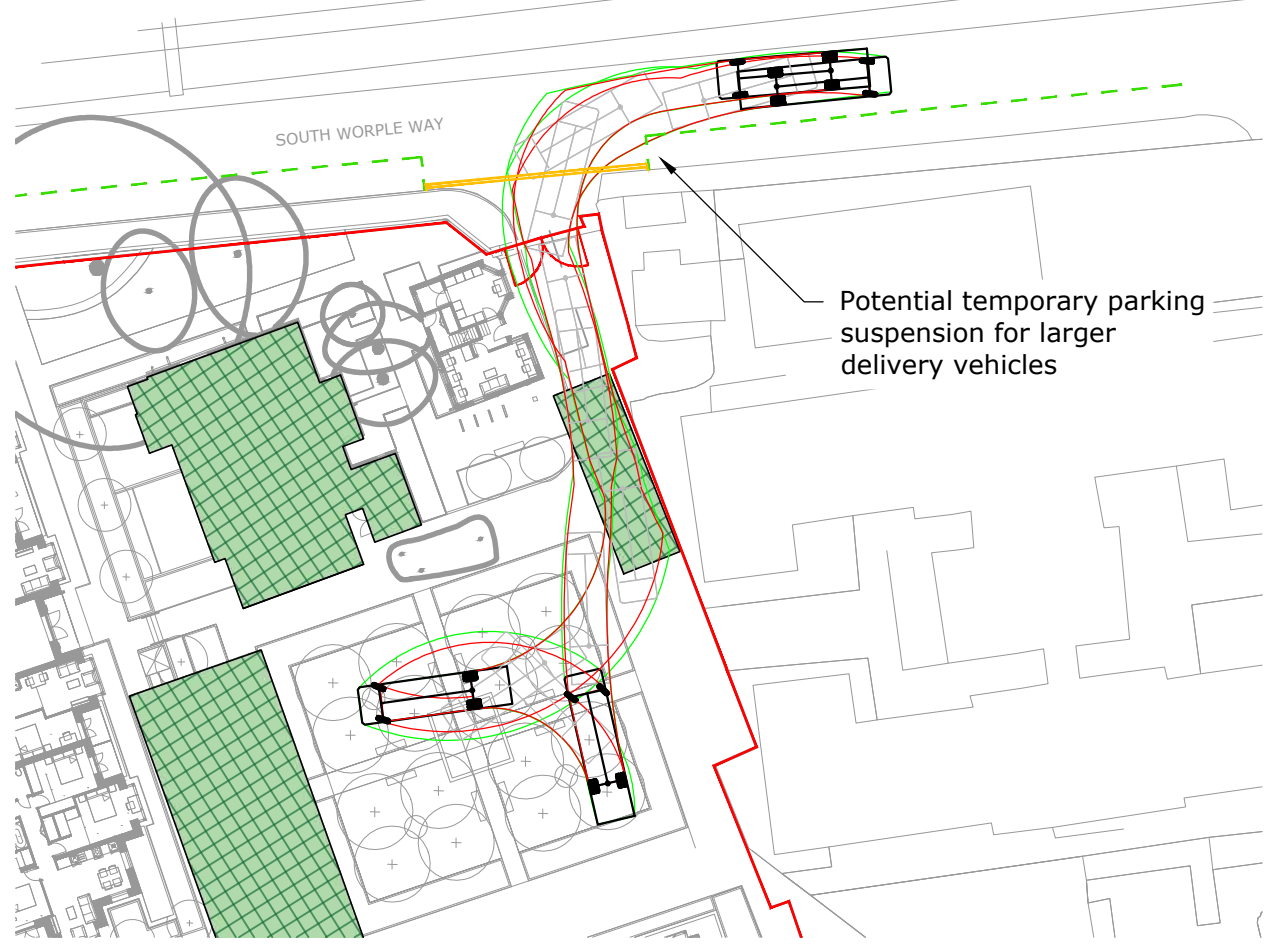 SOUTH WORPLE WAY
Potential temporary parking
suspension for larger
delivery vehicles